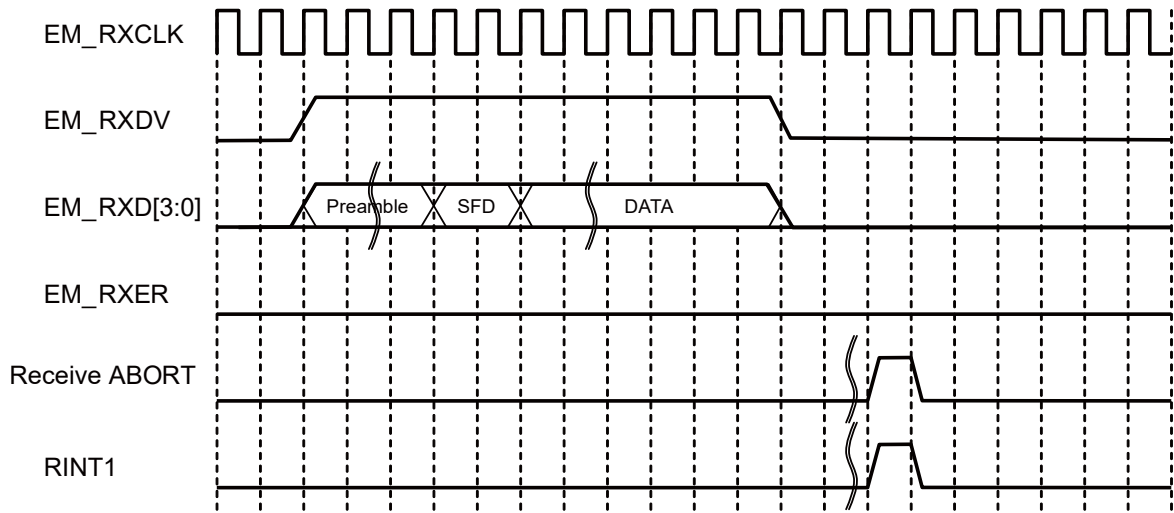 EM_RXCLK
EM_RXDV
EM_RXD[3:0]
Preamble
SFD
DATA
EM_RXER
Receive ABORT
RINT1